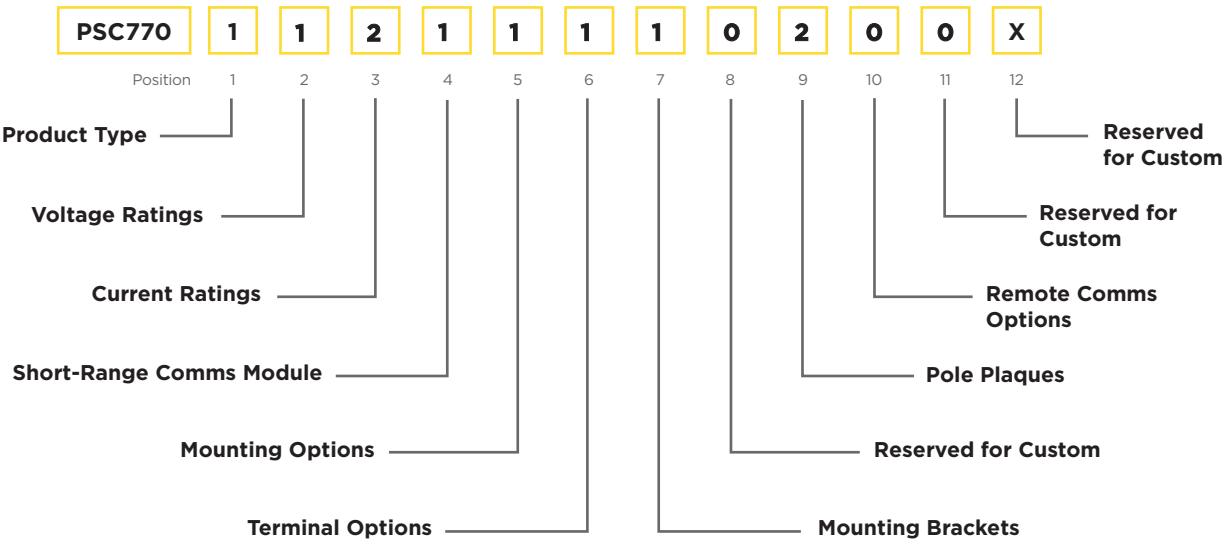 PSC770 1 1 2 1 1 1 1 0 2 0 0 X
Position 1 2 3 4 5 6 7 8 9 10 11 12
Product Type
Reserved
for Custom
Voltage Ratings
Reserved for
Custom
Current Ratings
Remote Comms
Options
Short-Range Comms Module
Pole Plaques
Mounting Options
Reserved for Custom
Terminal Options
Mounting Brackets